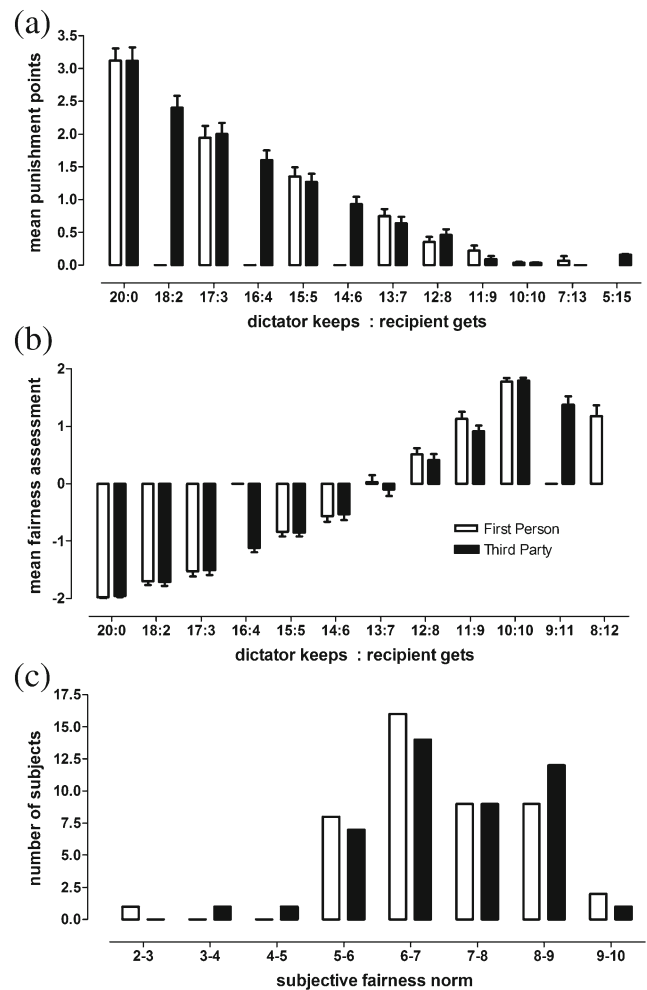 (a)
mean punishment points
3.5
3.0
2.5
2.0
1.5
1.0
0.5
0.0
20:0 18:2 17:3 16:4 15:5 14:6 13:7 12:8 11:9 10:10 7:13 5:15
dictator keeps : recipient gets
(b)
mean fairness assessment
2
1
0
-1
-2
First Person
Third Party
20:0 18:2 17:3 16:4 15:5 14:6 13:7 12:8 11:9 10:10 9:11 8:12
dictator keeps : recipient gets
(c)
number of subjects
17.5
15.0
12.5
10.0
7.5
5.0
2.5
0.0
2-3 3-4 4-5 5-6 6-7 7-8 8-9 9-10
subjective fairness norm